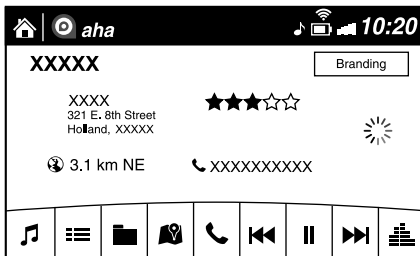 aha 10:20
XXXXX Branding
XXXX
321 E. 8th Street
Holland, XXXXX
3.1 km NE XXXXXXXXXX